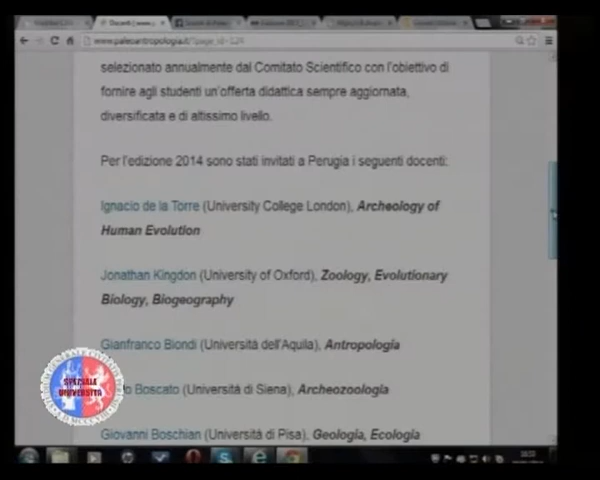 www.paleoantropologia.it/?page_id=124
selezionato annualmente dal Comitato Scientifico con l'obiettivo di
fornire agli studenti un'offerta didattica sempre aggiornata,
diversificata e di altissimo livello.
Per l'edizione 2014 sono stati invitati a Perugia i seguenti docenti:
Ignacio de la Torre (University College London), Archeology of
Human Evolution
Jonathan Kingdon (University of Oxford), Zoology, Evolutionary
Biology, Biogeography
Gianfranco Biondi (Università dell'Aquila), Antropologia
Boscato (Università di Siena), Archeozoologia
Giovanni Boschian (Università di Pisa), Geologia, Ecologia
SPECIALE
UNIVERSITÀ